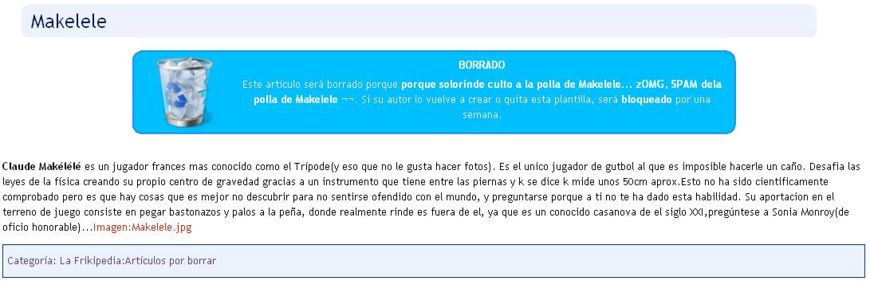 Makelele
BORRADO
Este artículo será borrado porque porque solorinde culto a la polla de Makelele... zOMG, SPAM dela
polla de Makelele ¬¬. Si su autor lo vuelve a crear o quita esta plantilla, será bloqueado por una
semana.
Claude Makélélé es un jugador frances mas conocido como el Trípode(y eso que no le gusta hacer fotos). Es el unico jugador de gutbol al que es imposible hacerle un caño. Desafia las
leyes de la física creando su propio centro de gravedad gracias a un instrumento que tiene entre las piernas y k se dice k mide unos 50cm aprox.Esto no ha sido cientificamente
comprobado pero es que hay cosas que es mejor no descubrir para no sentirse ofendido con el mundo, y preguntarse porque a ti no te ha dado esta habilidad. Su aportacion en el
terreno de juego consiste en pegar bastonazos y palos a la peña, donde realmente rinde es fuera de el, ya que es un conocido casanova de el siglo XXI,pregúntese a Sonia Monroy(de
oficio honorable)...Imagen:Makelele.jpg
Categoría: La Frikipedia:Artículos por borrar